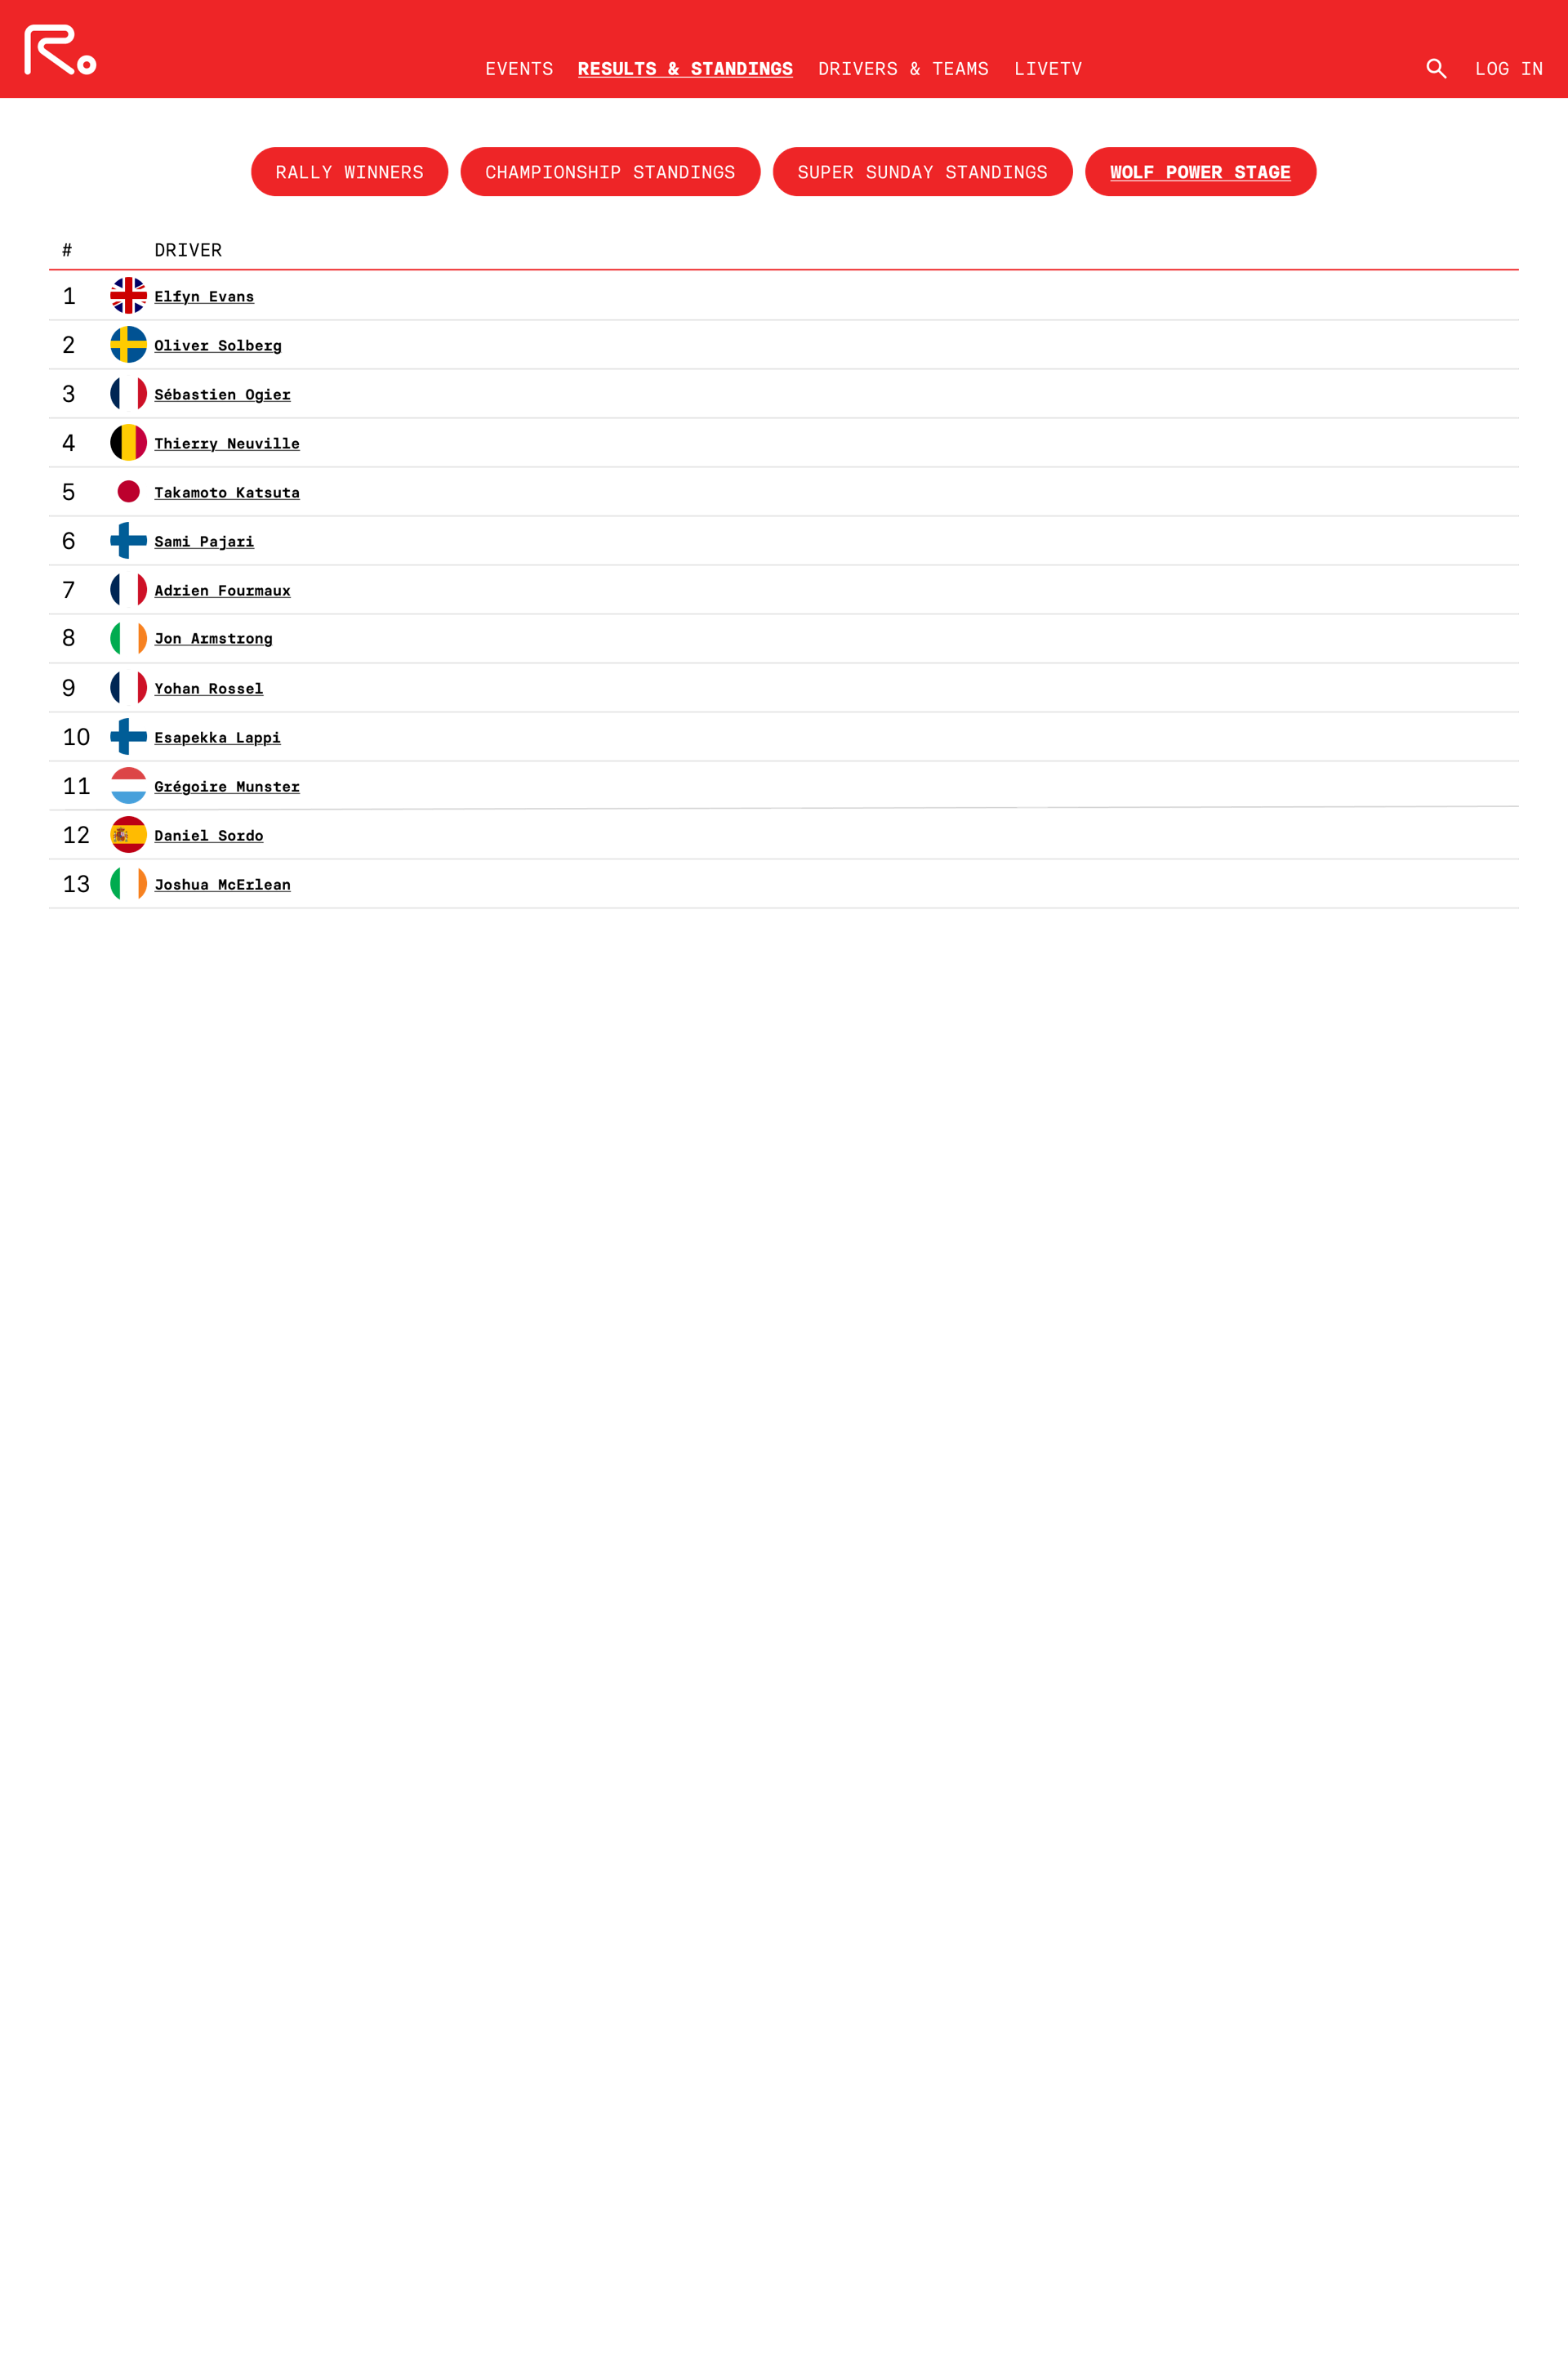 R.
EVENTS RESULTS & STANDINGS DRIVERS & TEAMS LIVETV LOG IN
RALLY WINNERS CHAMPIONSHIP STANDINGS SUPER SUNDAY STANDINGS WOLF POWER STAGE
# DRIVER
1 Elfyn Evans
2 Oliver Solberg
3 Sébastien Ogier
4 Thierry Neuville
5 Takamoto Katsuta
6 Sami Pajari
7 Adrien Fourmaux
8 Jon Armstrong
9 Yohan Rossel
10 Esapekka Lappi
11 Grégoire Munster
12 Daniel Sordo
13 Joshua McErlean